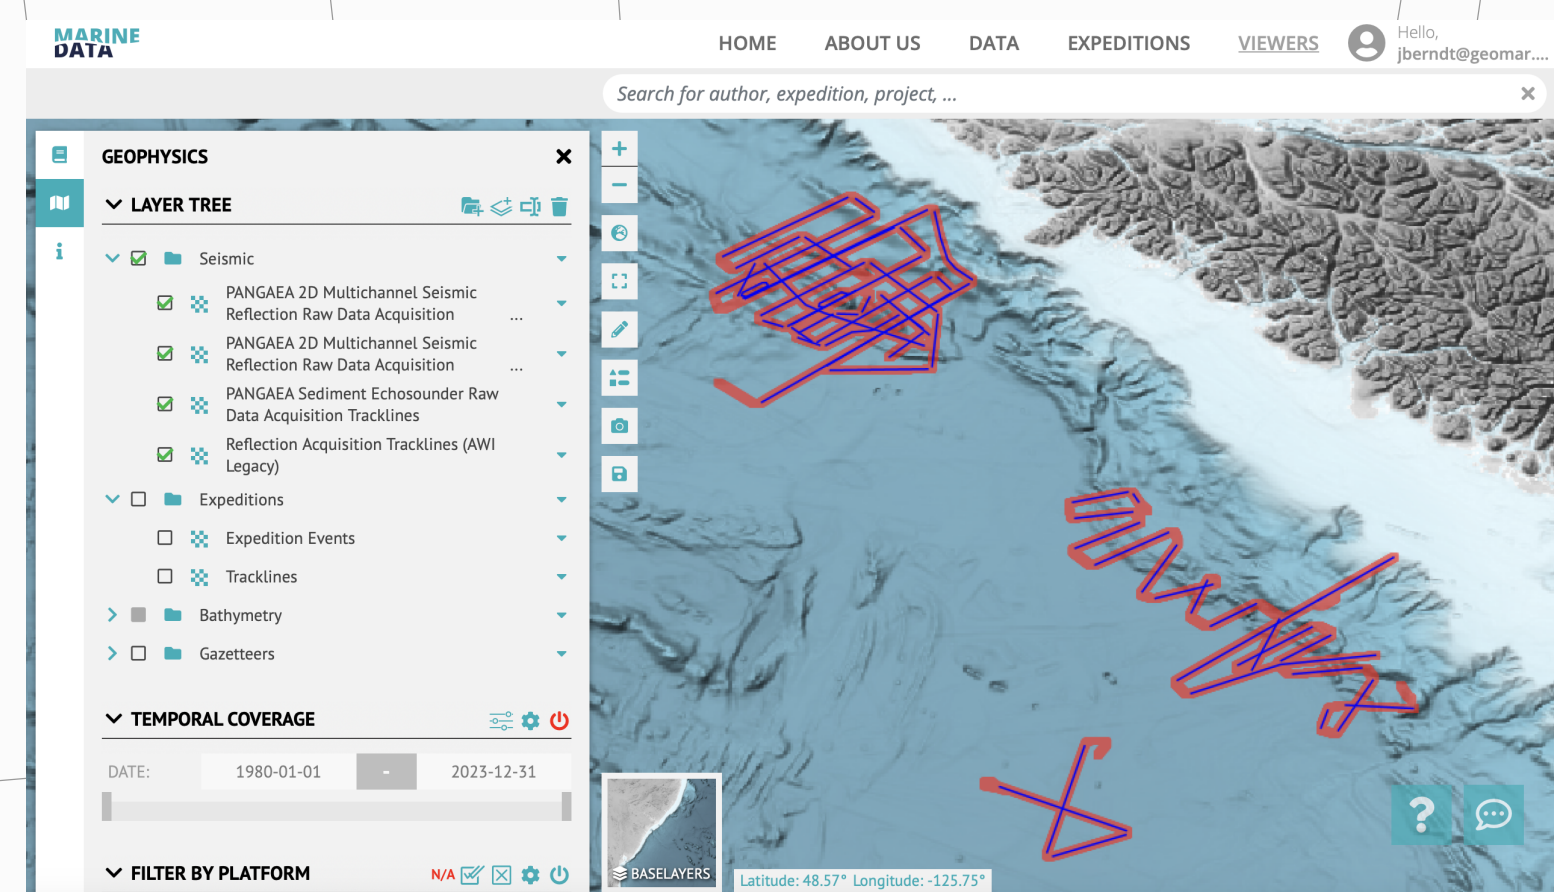 MARINE
DATA
HOME ABOUT US DATA EXPEDITIONS VIEWERS
Hello,
jberndt@geomar....
Search for author, expedition, project, ...
GEOPHYSICS
LAYER TREE
Seismic
PANGAEA 2D Multichannel Seismic
Reflection Raw Data Acquisition ...
PANGAEA 2D Multichannel Seismic
Reflection Raw Data Acquisition ...
PANGAEA Sediment Echosounder Raw
Data Acquisition Tracklines
Reflection Acquisition Tracklines (AWI
Legacy)
Expeditions
Expedition Events
Tracklines
Bathymetry
Gazetteers
TEMPORAL COVERAGE
DATE: 1980-01-01 - 2023-12-31
FILTER BY PLATFORM N/A
BASELAYERS
Latitude: 48.57° Longitude: -125.75°